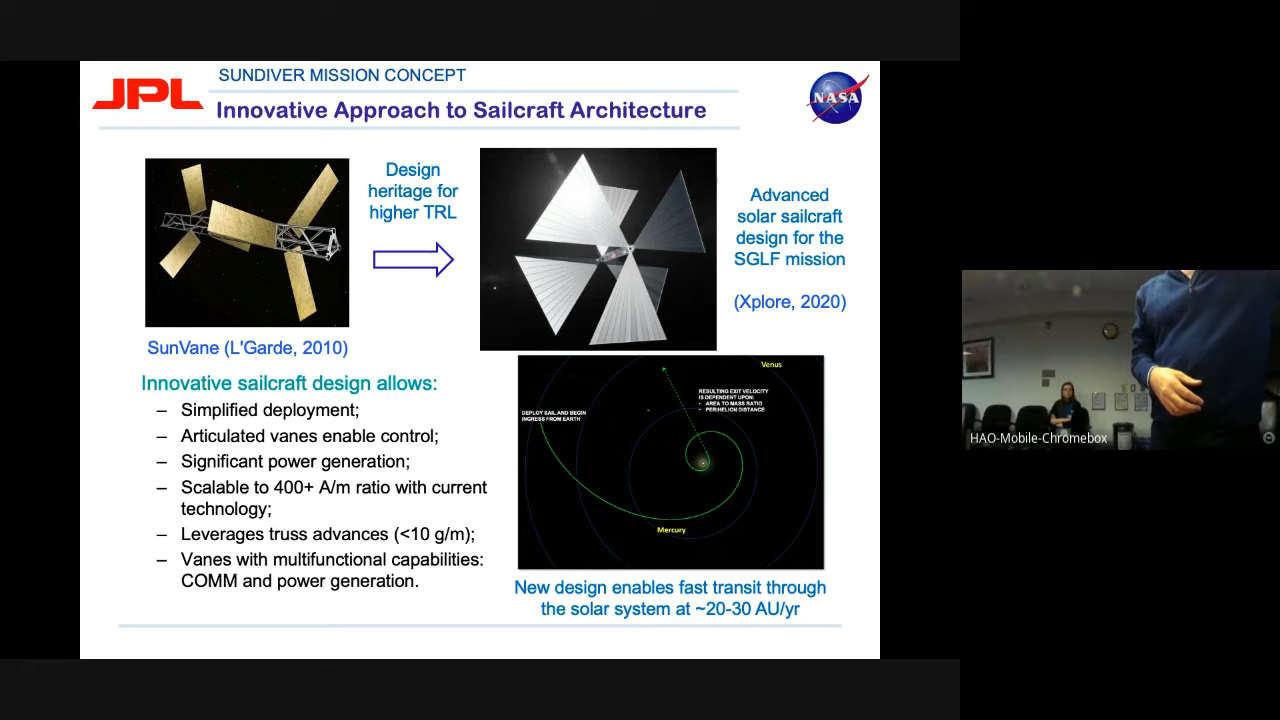 SUNDIVER MISSION CONCEPT
JPL
Innovative Approach to Sailcraft Architecture
NASA
Design
heritage for
higher TRL
Advanced
solar sailcraft
design for the
SGLF mission
(Xplore, 2020)
SunVane (L'Garde, 2010)
Innovative sailcraft design allows:
– Simplified deployment;
– Articulated vanes enable control;
– Significant power generation;
– Scalable to 400+ A/m ratio with current
technology;
– Leverages truss advances (<10 g/m);
– Vanes with multifunctional capabilities:
COMM and power generation.
Venus
RESULTING EXIT VELOCITY
IS DEPENDENT UPON:
• AREA TO MASS RATIO
• PERIHELION DISTANCE
DEPLOY SAIL AND BEGIN
INGRESS FROM EARTH
Mercury
New design enables fast transit through
the solar system at ~20-30 AU/yr
HAO-Mobile-Chromebox